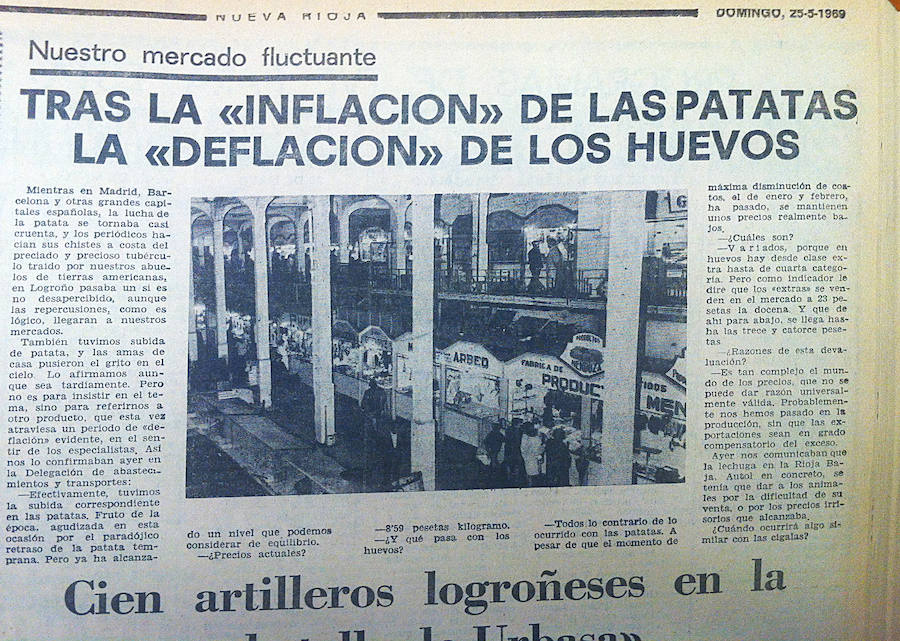 NUEVA RIOJA
DOMINGO, 25-5-1969
Nuestro mercado fluctuante
TRAS LA «INFLACION» DE LAS PATATAS
LA «DEFLACION» DE LOS HUEVOS
Mientras en Madrid, Bar-
celona y otras grandes capi-
tales españolas, la lucha de
la patata se tornaba casi
cruenta, y los periódicos ha-
cían sus chistes a costa del
preciado y precioso tubércu-
lo traído por nuestros abue-
los de tierras americanas,
en Logroño pasaba un si es
no desapercibido, aunque
las repercusiones, como es
lógico, llegaran a nuestros
mercados.
También tuvimos subida
de patata, y las amas de
casa pusieron el grito en el
cielo. Lo afirmamos aun-
que sea tardíamente. Pero
no es para insistir en el te-
ma, sino para referirnos a
otro producto, que esta vez
atraviesa un período de «de-
flación» evidente, en el sen-
tir de los especialistas. Así
nos lo confirmaban ayer en
la Delegación de abasteci-
mientos y transportes:
—Efectivamente, tuvimos
la subida correspondiente
en las patatas. Fruto de la
época, agudizada en esta
ocasión por el paradójico
retraso de la patata tem-
prana. Pero ya ha alcanza-
do un nivel que podemos
considerar de equilibrio.
—¿Precios actuales?
—8'59 pesetas kilogramo.
—¿Y qué pasa con los
huevos?
—Todo lo contrario de lo
ocurrido con las patatas. A
pesar de que el momento de
máxima disminución de cos-
tos, el de enero y febrero,
ha pasado, se mantienen
unos precios realmente ba-
jos.
—¿Cuáles son?
—Variados, porque en
huevos hay desde clase ex-
tra hasta de cuarta catego-
ría. Pero como indicador le
dire que los «extras» se ven-
den en el mercado a 23 pe-
setas la docena. Y que de
ahí para abajo, se llega has-
ha las trece y catorce pese-
tas
—¿Razones de esta deva-
luación?
—Es tan complejo el mun-
do de los precios, que no se
puede dar razón universal-
mente válida. Probablemen-
te nos hemos pasado en la
producción, sin que las ex-
portaciones sean en grado
compensatorio del exceso.
Ayer nos comunicaban que
la lechuga en la Rioja Ba-
ja, Autol en concreto, se
tenía que dar a los anima-
les por la dificultad de su
venta, o por los precios irri-
sorios que alcanzaba.
¿Cuándo ocurrirá algo si-
milar con las cigalas?
ARBEO
FABRICA DE
PRODUC
PRODUCTOS
MEN
Cien artilleros logroñeses en la
batalla de Urbasa»